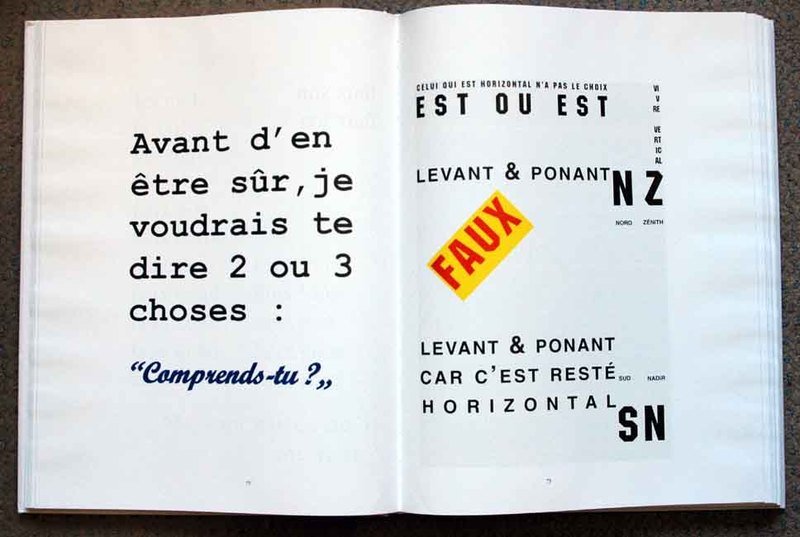 Avant d'en
être sûr,je
voudrais te
dire 2 ou 3
choses :
“Comprends-tu ?„
CELUI QUI EST HORIZONTAL N'A PAS LE CHOIX
EST OU EST
VI
VRE
VERT
IC
AL
LEVANT & PONANT
N Z
NORD ZÉNITH
FAUX
LEVANT & PONANT
CAR C'EST RESTÉ
SUD NADIR
HORIZONTAL
SN